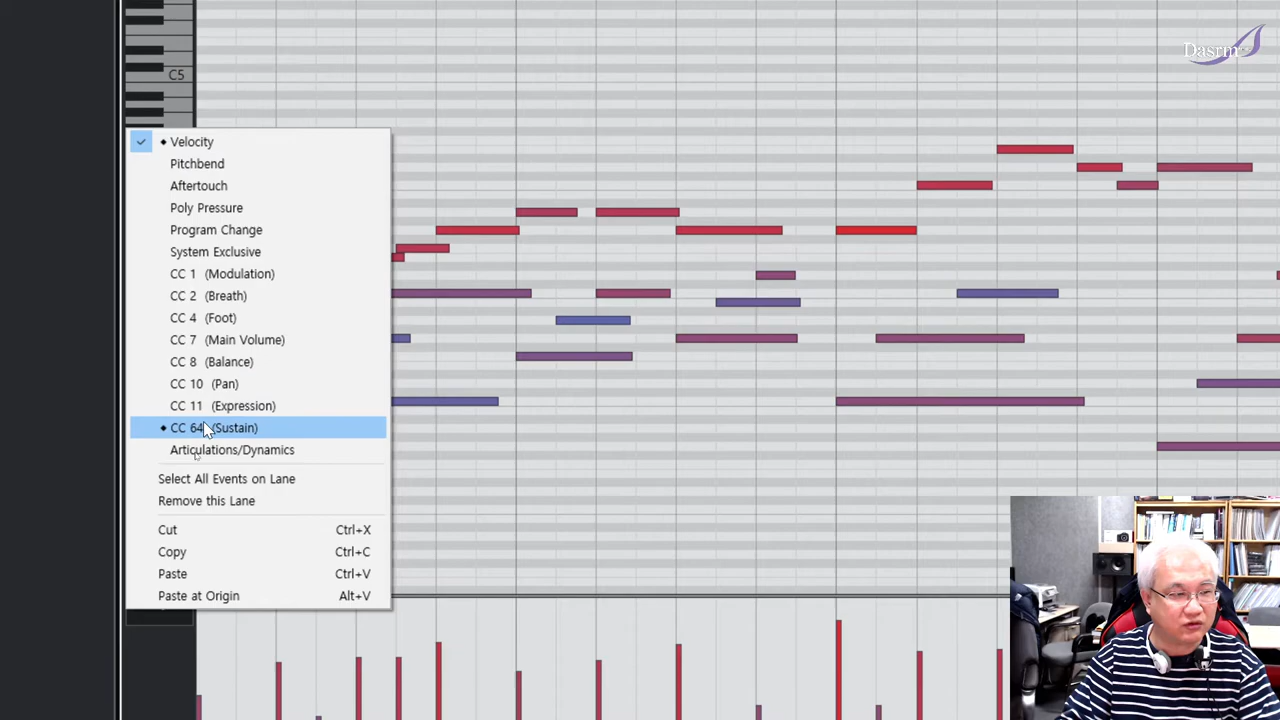 Dasrm
C5
Velocity
Pitchbend
Aftertouch
Poly Pressure
Program Change
System Exclusive
CC 1 (Modulation)
CC 2 (Breath)
CC 4 (Foot)
CC 7 (Main Volume)
CC 8 (Balance)
CC 10 (Pan)
CC 11 (Expression)
CC 64 (Sustain)
Articulations/Dynamics
Select All Events on Lane
Remove this Lane
Cut Ctrl+X
Copy Ctrl+C
Paste Ctrl+V
Paste at Origin Alt+V